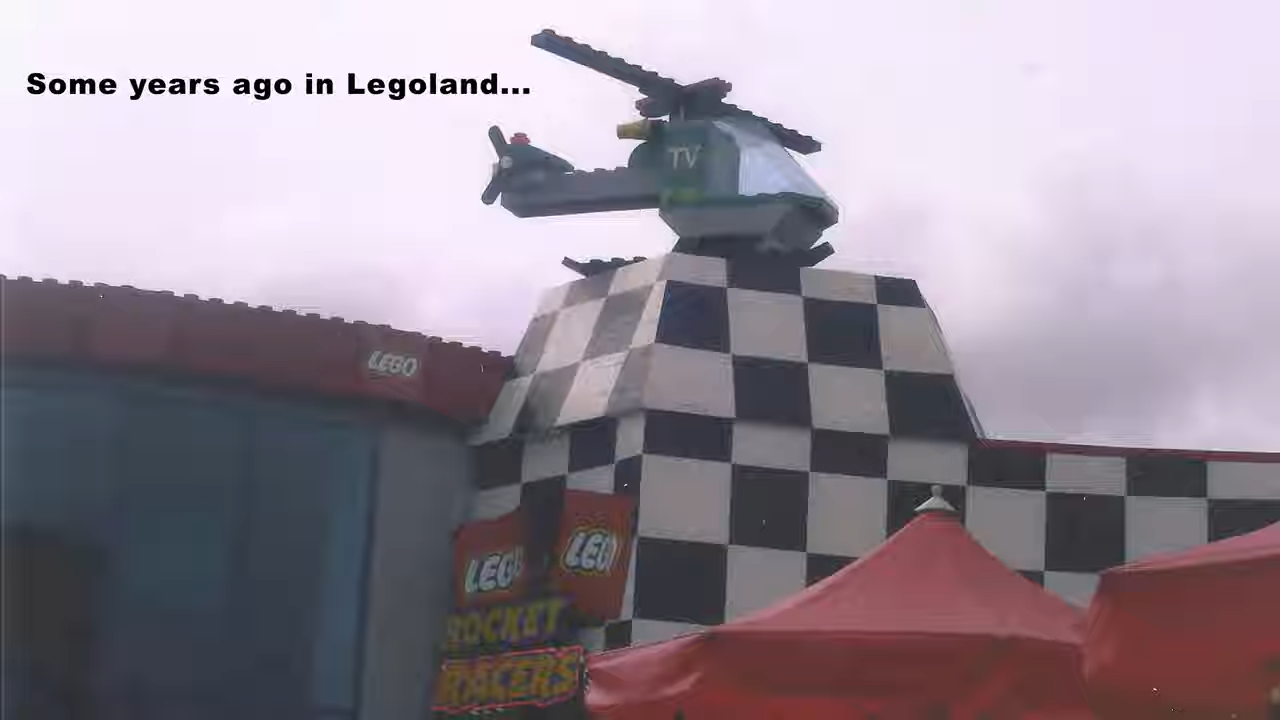 Some years ago in Legoland...
TV
LEGO
LEGO
LEGO
ROCKET
RACERS